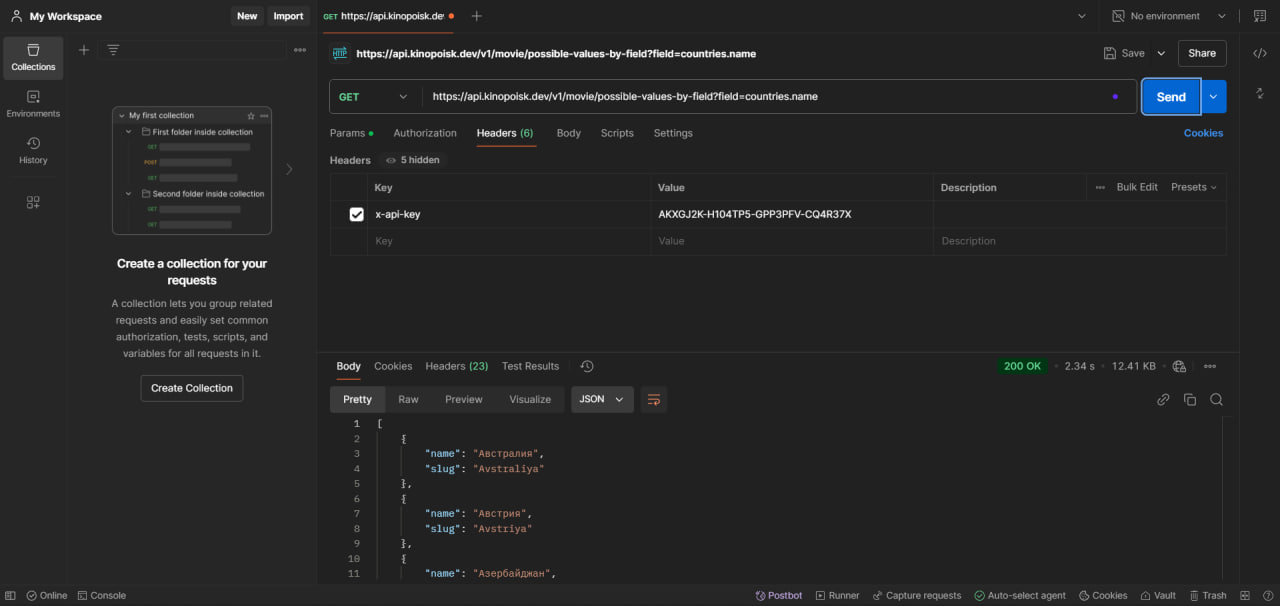 My Workspace New Import GET https://api.kinopoisk.de No environment
https://api.kinopoisk.dev/v1/movie/possible-values-by-field?field=countries.name Save Share
Collections
GET https://api.kinopoisk.dev/v1/movie/possible-values-by-field?field=countries.name Send
Environments
My first collection
First folder inside collection
GET
POST
GET
Second folder inside collection
GET
GET
History
Params Authorization Headers (6) Body Scripts Settings Cookies
Headers 5 hidden
Key Value Description Bulk Edit Presets
x-api-key AKXGJ2K-H104TP5-GPP3PFV-CQ4R37X
Key Value Description
Create a collection for your
requests
A collection lets you group related
requests and easily set common
authorization, tests, scripts, and
variables for all requests in it.
Create Collection
Body Cookies Headers (23) Test Results 200 OK 2.34 s 12.41 KB
Pretty Raw Preview Visualize JSON
1 [
2 {
3 "name": "Австралия",
4 "slug": "Avstraliya"
5 },
6 {
7 "name": "Австрия",
8 "slug": "Avstriya"
9 },
10 {
11 "name": "Азербайджан",
Online Console Postbot Runner Capture requests Auto-select agent Cookies Vault Trash